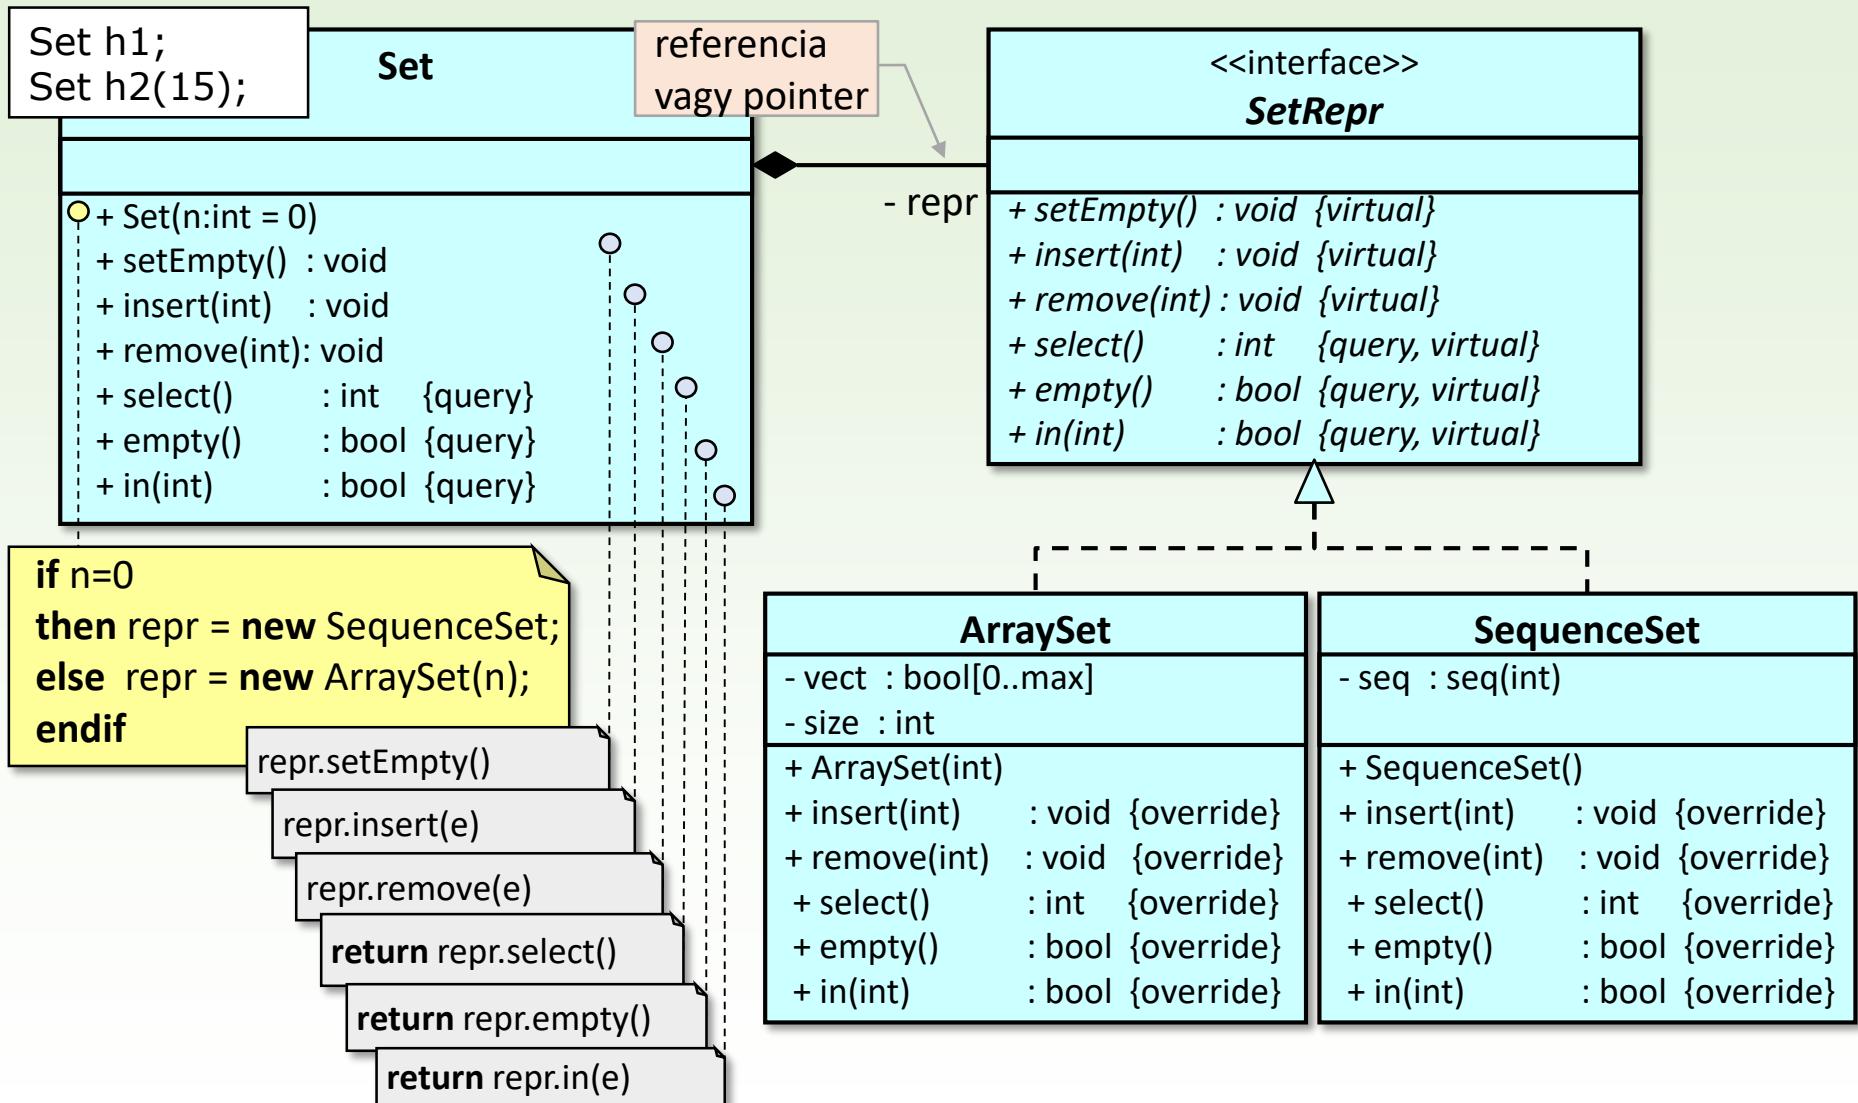 Set h1;
Set h2(15);
Set
+ Set(n:int = 0)
+ setEmpty() : void
+ insert(int) : void
+ remove(int): void
+ select() : int {query}
+ empty() : bool {query}
+ in(int) : bool {query}
referencia
vagy pointer
- repr
<<interface>>
SetRepr
+ setEmpty() : void {virtual}
+ insert(int) : void {virtual}
+ remove(int) : void {virtual}
+ select() : int {query, virtual}
+ empty() : bool {query, virtual}
+ in(int) : bool {query, virtual}
if n=0
then repr = new SequenceSet;
else repr = new ArraySet(n);
endif
repr.setEmpty()
repr.insert(e)
repr.remove(e)
return repr.select()
return repr.empty()
return repr.in(e)
ArraySet
- vect : bool[0..max]
- size : int
+ ArraySet(int)
+ insert(int) : void {override}
+ remove(int) : void {override}
+ select() : int {override}
+ empty() : bool {override}
+ in(int) : bool {override}
SequenceSet
- seq : seq(int)
+ SequenceSet()
+ insert(int) : void {override}
+ remove(int) : void {override}
+ select() : int {override}
+ empty() : bool {override}
+ in(int) : bool {override}